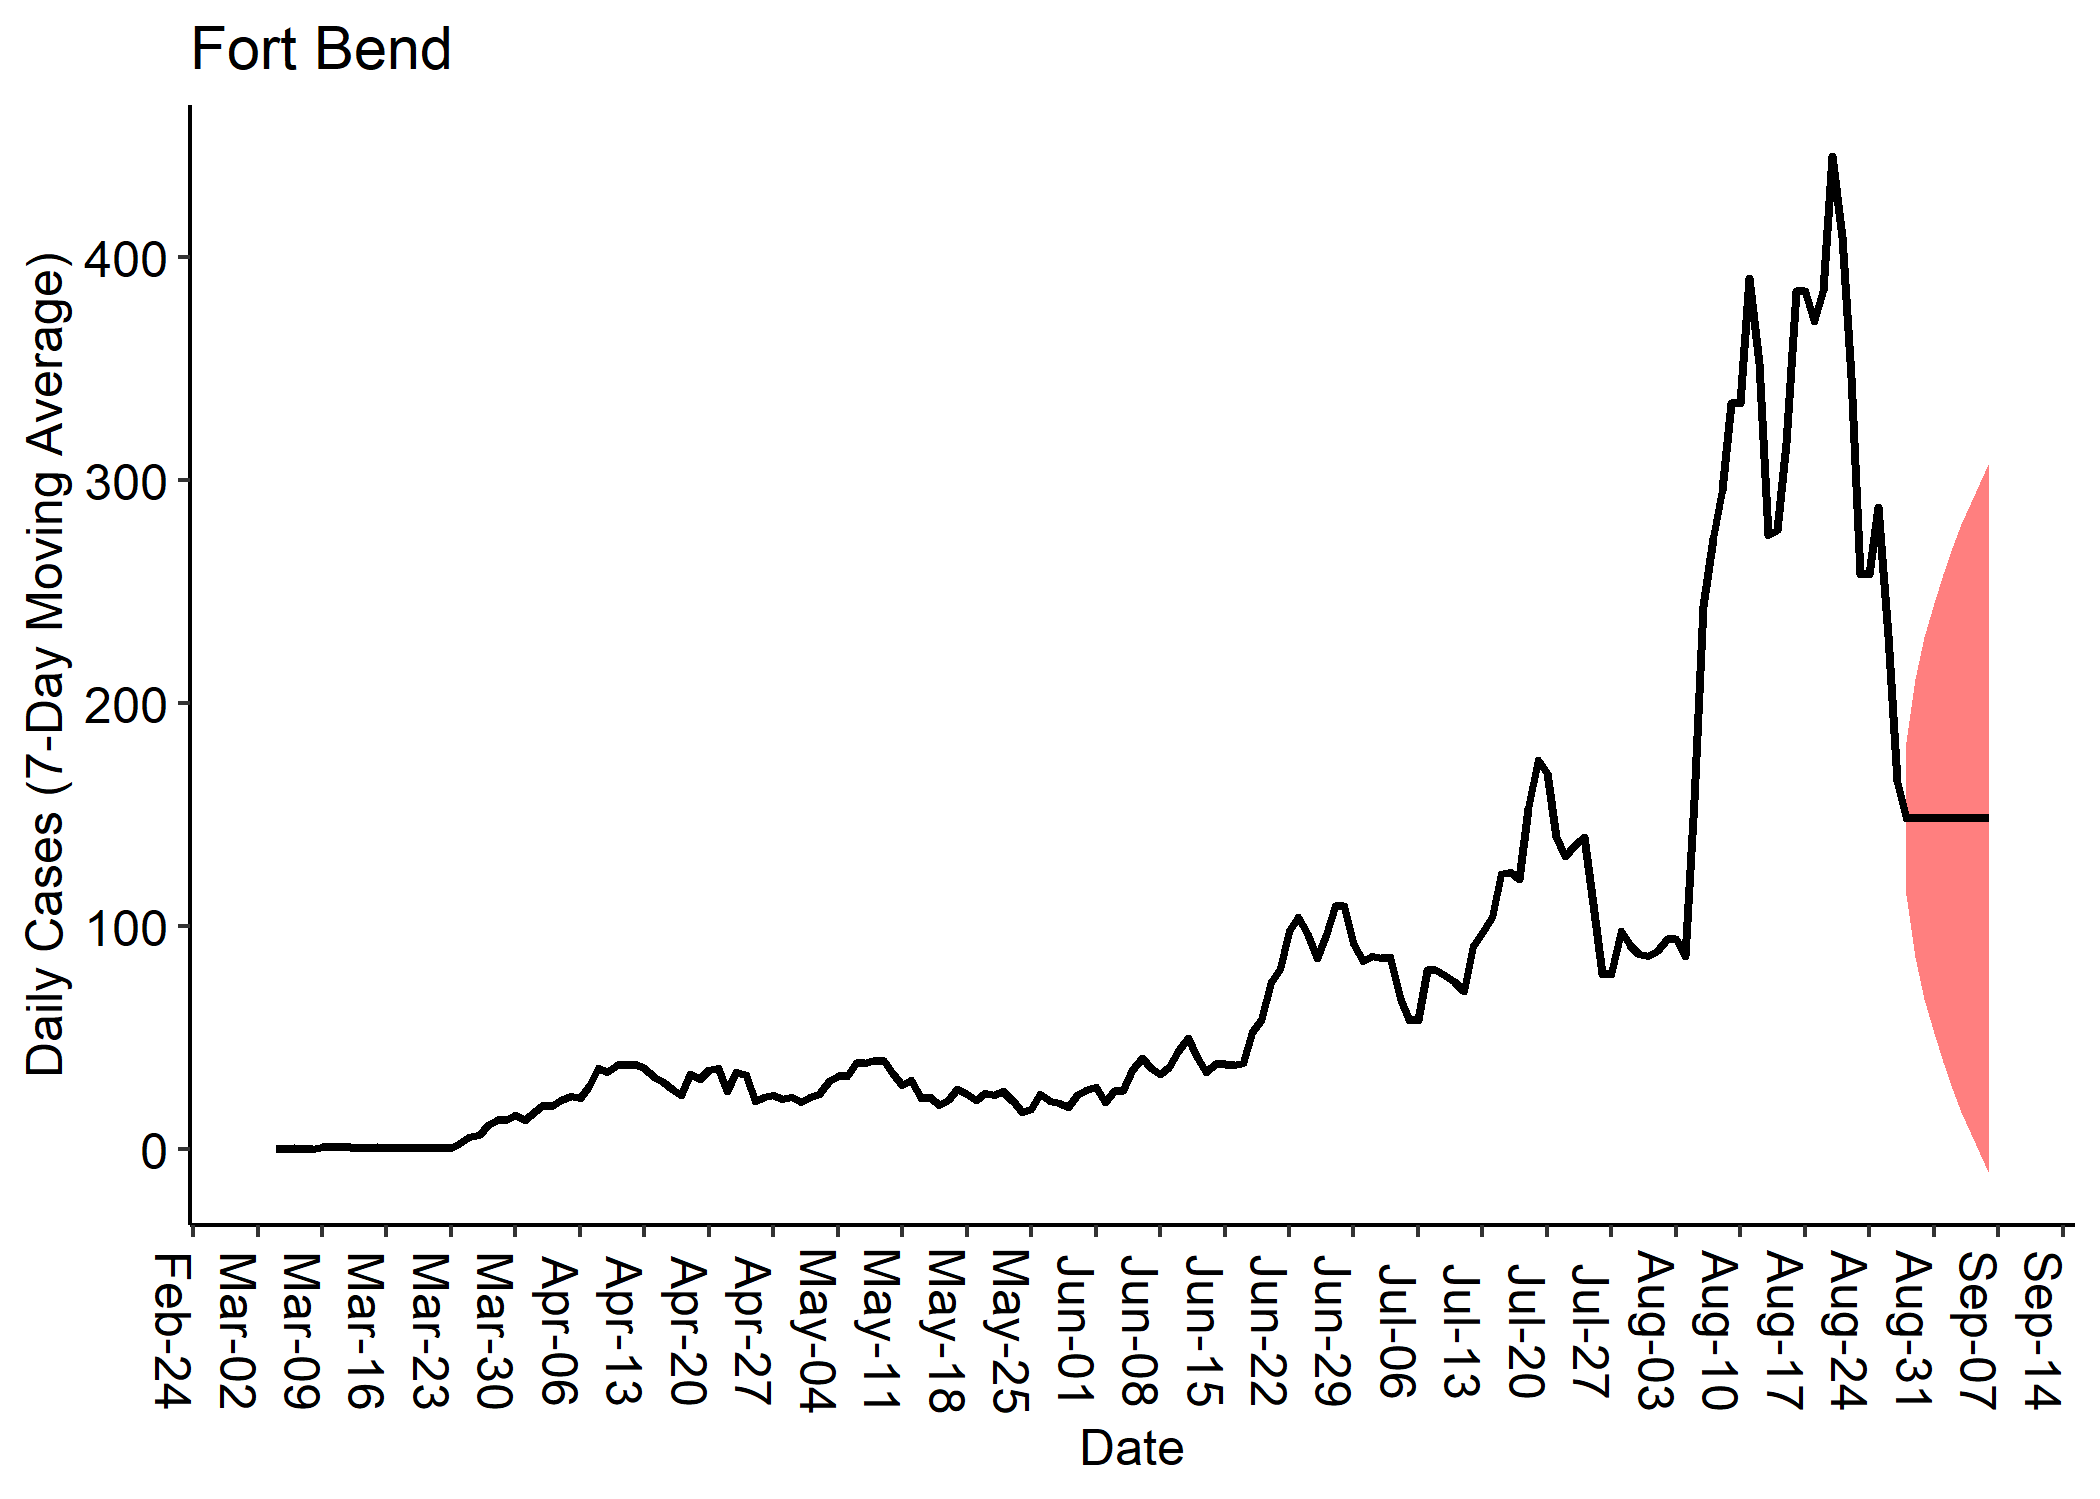 Fort Bend
Daily Cases (7-Day Moving Average)
400
300
200
100
0
Feb-24
Mar-02
Mar-09
Mar-16
Mar-23
Mar-30
Apr-06
Apr-13
Apr-20
Apr-27
May-04
May-11
May-18
May-25
Jun-01
Jun-08
Jun-15
Jun-22
Jun-29
Jul-06
Jul-13
Jul-20
Jul-27
Aug-03
Aug-10
Aug-17
Aug-24
Aug-31
Sep-07
Sep-14
Date